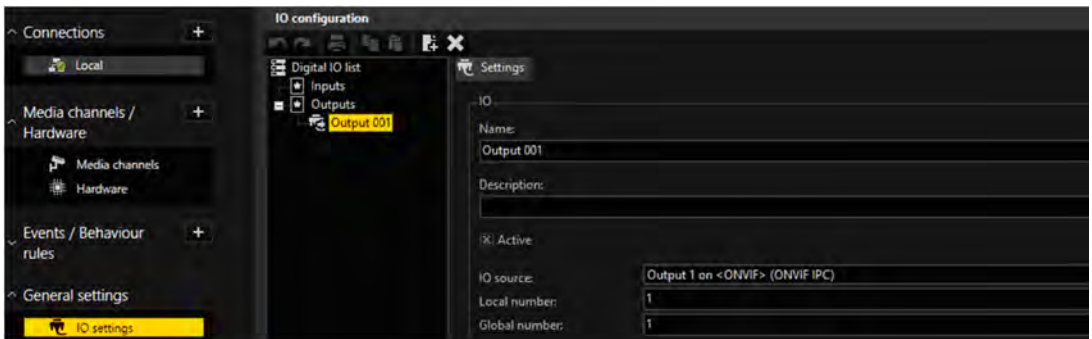 IO configuration
Connections
Local
Media channels /
Hardware
Media channels
Hardware
Events / Behaviour
rules
General settings
IO settings
Digital IO list
Inputs
Outputs
Output 001
Settings
IO
Name:
Output 001
Description:
Active
IO source: Output 1 on <ONVIF> (ONVIF IPC)
Local number: 1
Global number: 1